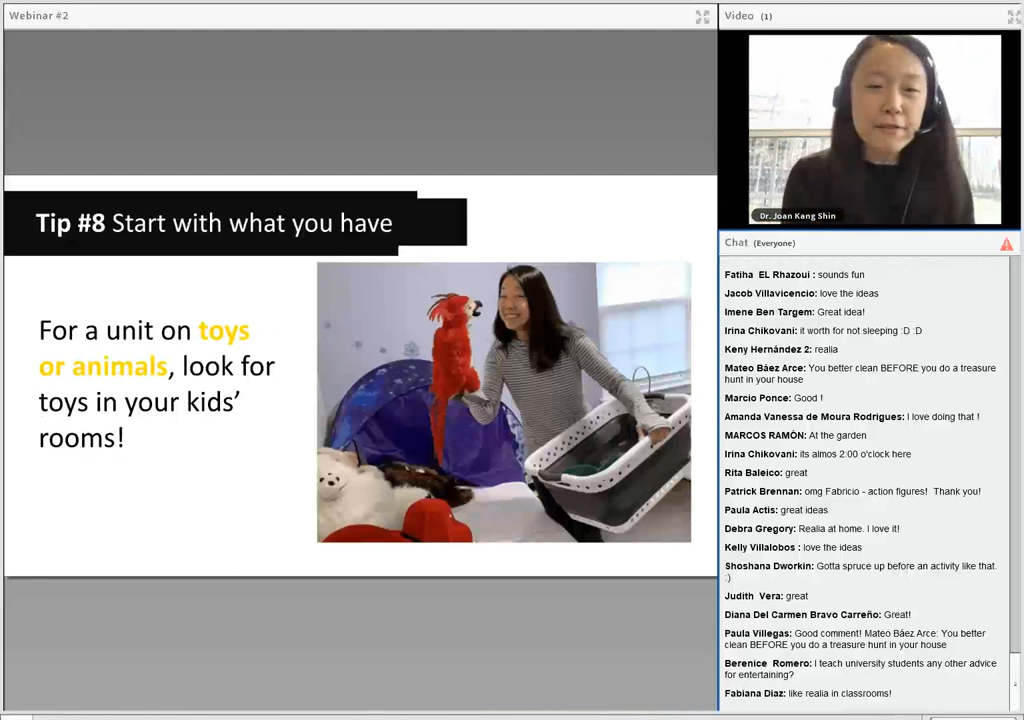 Webinar #2
Video (1)
Dr. Joan Kang Shin
Tip #8 Start with what you have
For a unit on toys
or animals, look for
toys in your kids'
rooms!
Chat (Everyone)
Fatiha EL Rhazoui : sounds fun
Jacob Villavicencio: love the ideas
Imene Ben Targem: Great idea!
Irina Chikovani: it worth for not sleeping :D :D
Keny Hernández 2: realia
Mateo Báez Arce: You better clean BEFORE you do a treasure
hunt in your house
Marcio Ponce: Good !
Amanda Vanessa de Moura Rodrigues: I love doing that !
MARCOS RAMÓN: At the garden
Irina Chikovani: its almos 2:00 o'clock here
Rita Baleico: great
Patrick Brennan: omg Fabricio - action figures! Thank you!
Paula Actis: great ideas
Debra Gregory: Realia at home. I love it!
Kelly Villalobos : love the ideas
Shoshana Dworkin: Gotta spruce up before an activity like that.
:)
Judith Vera: great
Diana Del Carmen Bravo Carreño: Great!
Paula Villegas: Good comment! Mateo Báez Arce: You better
clean BEFORE you do a treasure hunt in your house
Berenice Romero: I teach university students any other advice
for entertaining?
Fabiana Diaz: like realia in classrooms!